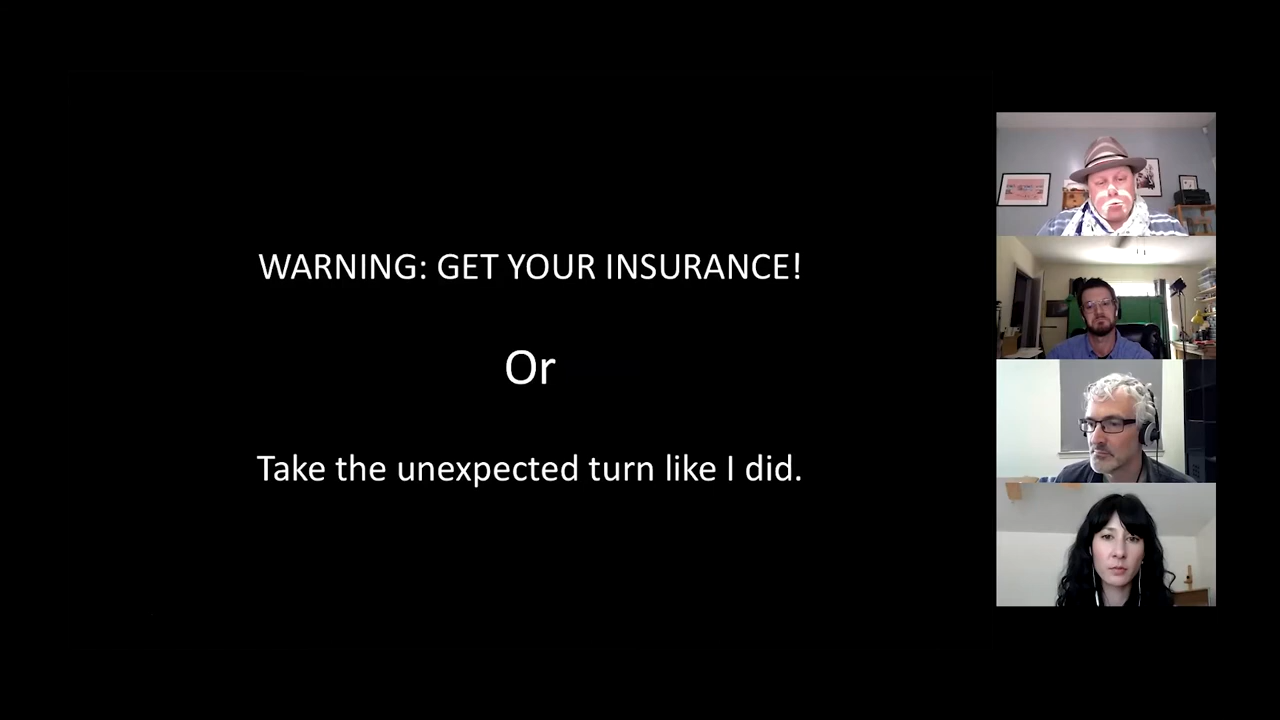 WARNING: GET YOUR INSURANCE!
Or
Take the unexpected turn like I did.